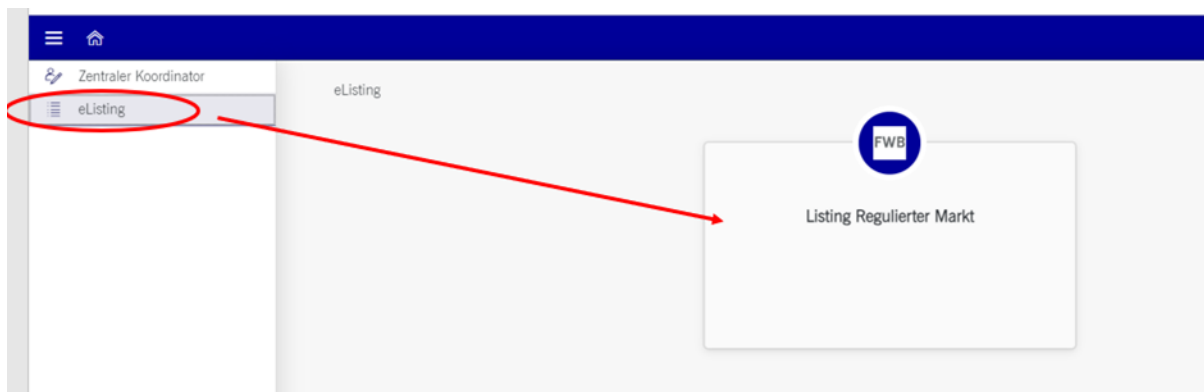 Zentraler Koordinator
eListing
eListing
FWB
Listing Regulierter Markt